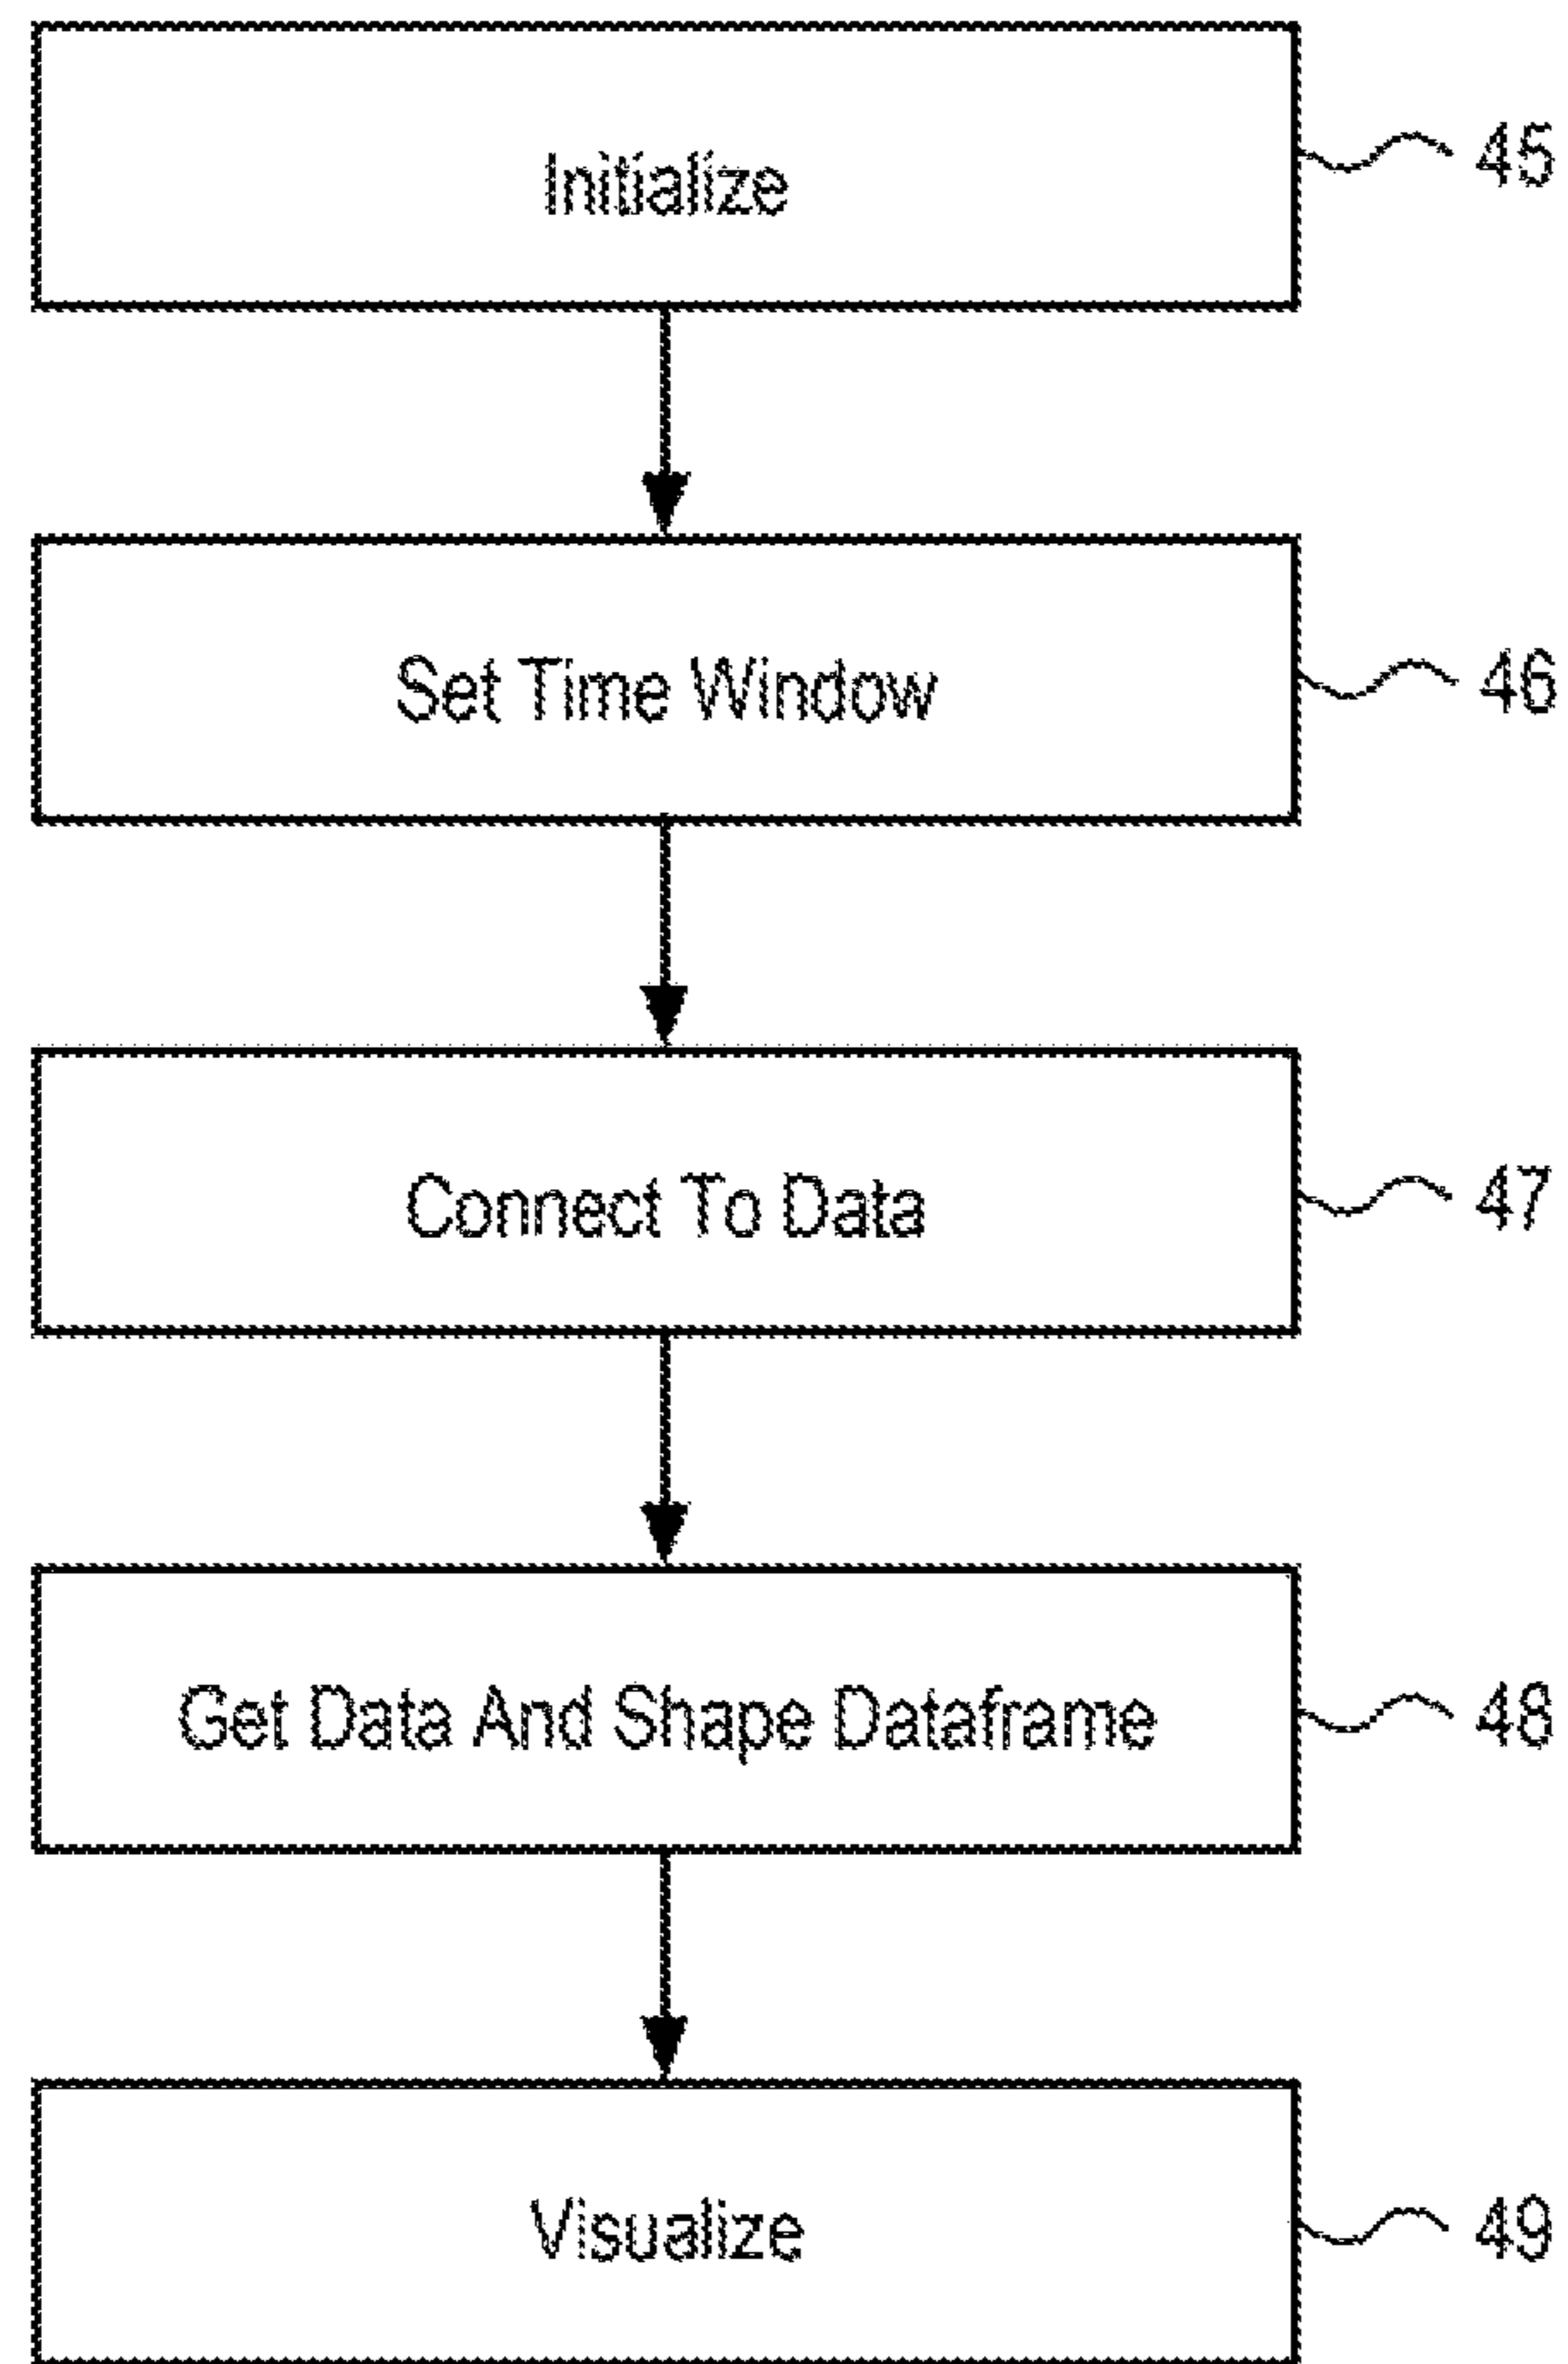 Initialize
45
Set Time Window
46
Connect To Data
47
Get Data And Shape Dataframe
48
Visualize
49